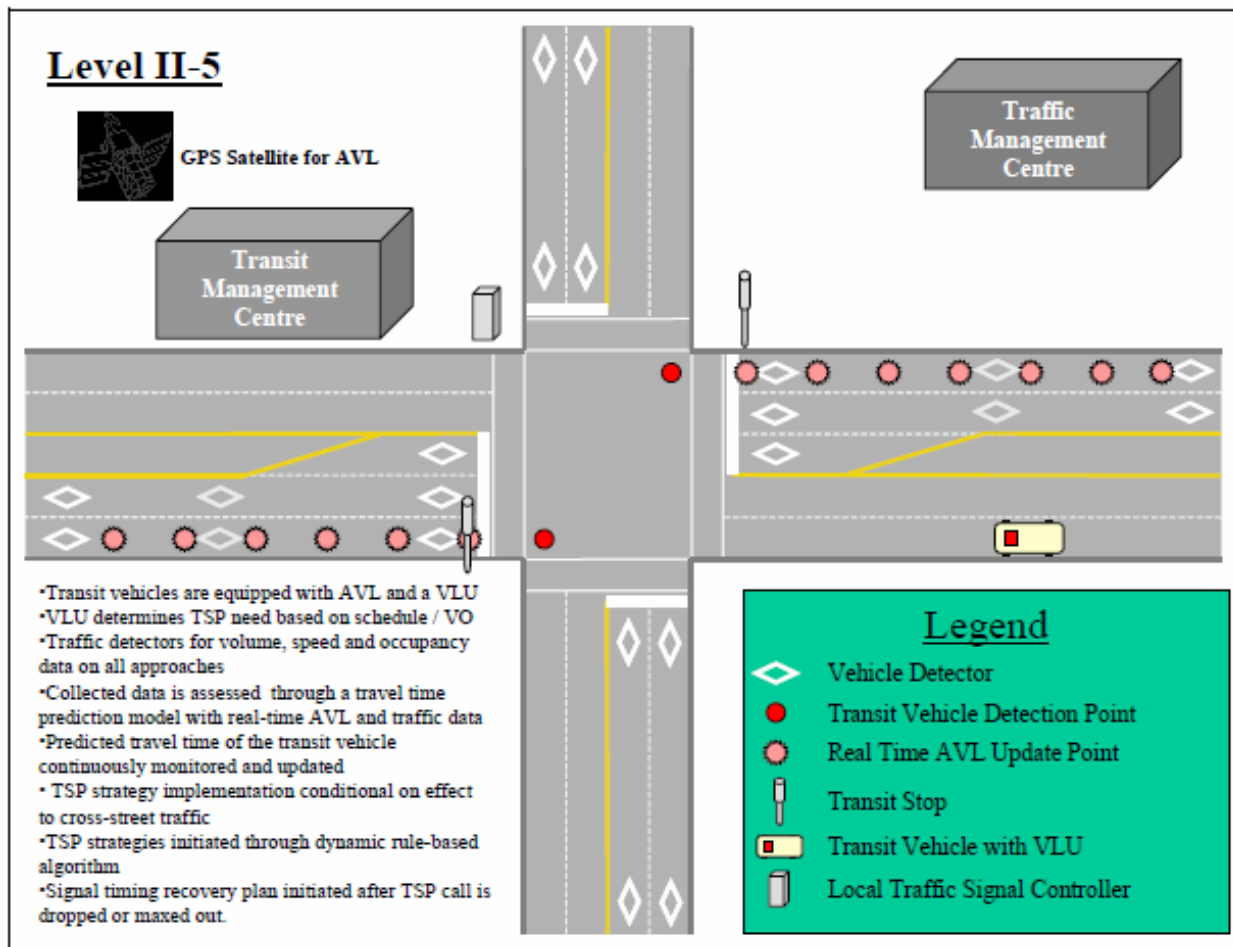 Level II-5
GPS Satellite for AVL
Traffic
Management
Centre
Transit
Management
Centre
•Transit vehicles are equipped with AVL and a VLU
•VLU determines TSP need based on schedule / VO
•Traffic detectors for volume, speed and occupancy
data on all approaches
•Collected data is assessed through a travel time
prediction model with real-time AVL and traffic data
•Predicted travel time of the transit vehicle
continuously monitored and updated
• TSP strategy implementation conditional on effect
to cross-street traffic
•TSP strategies initiated through dynamic rule-based
algorithm
•Signal timing recovery plan initiated after TSP call is
dropped or maxed out.
Legend
Vehicle Detector
Transit Vehicle Detection Point
Real Time AVL Update Point
Transit Stop
Transit Vehicle with VLU
Local Traffic Signal Controller